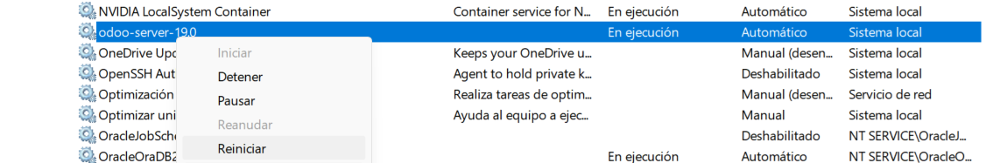 NVIDIA LocalSystem Container Container service for N... En ejecución Automático Sistema local
odoo-server-19.0 En ejecución Automático Sistema local
OneDrive Upd Iniciar Keeps your OneDrive u... Manual (desen... Sistema local
OpenSSH Aut Detener Agent to hold private k... Deshabilitado Sistema local
Optimización Pausar Realiza tareas de optim... Manual (desen... Servicio de red
Optimizar uni Reanudar Ayuda al equipo a ejec... Manual Sistema local
OracleJobSche Reiniciar Deshabilitado NT SERVICE\OracleJ...
OracleOraDB2 En ejecución Automático NT SERVICE\OracleO...